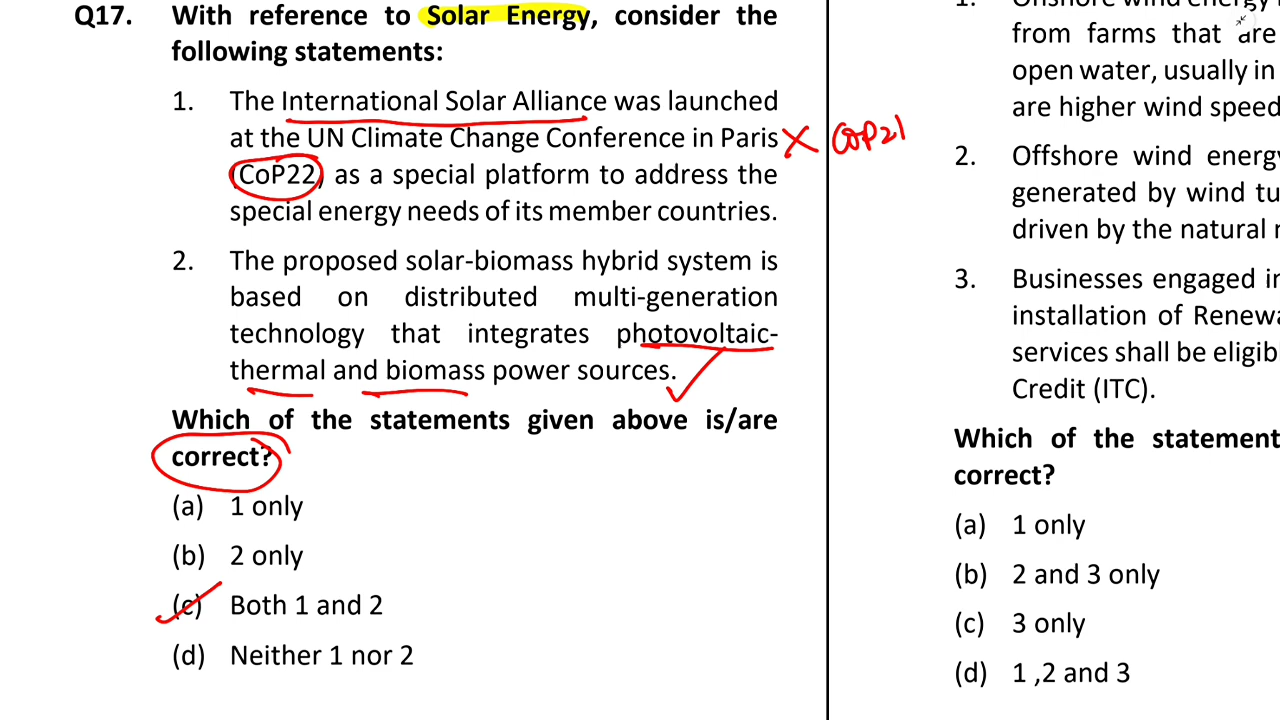 Q17. With reference to Solar Energy, consider the
following statements:
1. The International Solar Alliance was launched
at the UN Climate Change Conference in Paris
(CoP22) as a special platform to address the
special energy needs of its member countries.
X COP21
2. The proposed solar-biomass hybrid system is
based on distributed multi-generation
technology that integrates photovoltaic-
thermal and biomass power sources.
Which of the statements given above is/are
correct?
(a) 1 only
(b) 2 only
(c) Both 1 and 2
(d) Neither 1 nor 2
1. Onshore wind energy
from farms that are
open water, usually in
are higher wind speed
2. Offshore wind energy
generated by wind tu
driven by the natural
3. Businesses engaged in
installation of Renewa
services shall be eligib
Credit (ITC).
Which of the statement
correct?
(a) 1 only
(b) 2 and 3 only
(c) 3 only
(d) 1 ,2 and 3